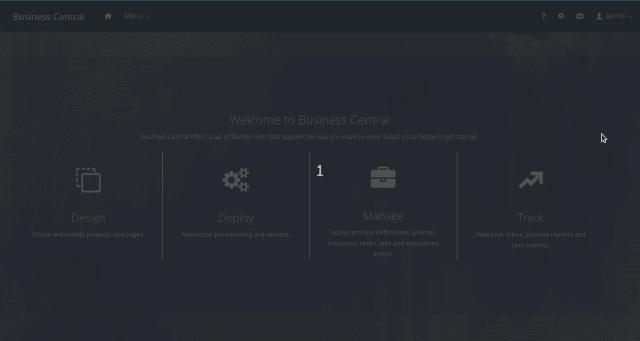 Business Central Menu ? admin
Welcome to Business Central
Business Central offers a set of flexible tools that support the way you need to work. Select a tool below to get started.
1
Design
Create and modify projects and pages.
Deploy
Administer provisioning and servers.
Manage
Access process definitions, process
instances, tasks, jobs and executions
errors.
Track
View task inbox, process reports and
task reports.